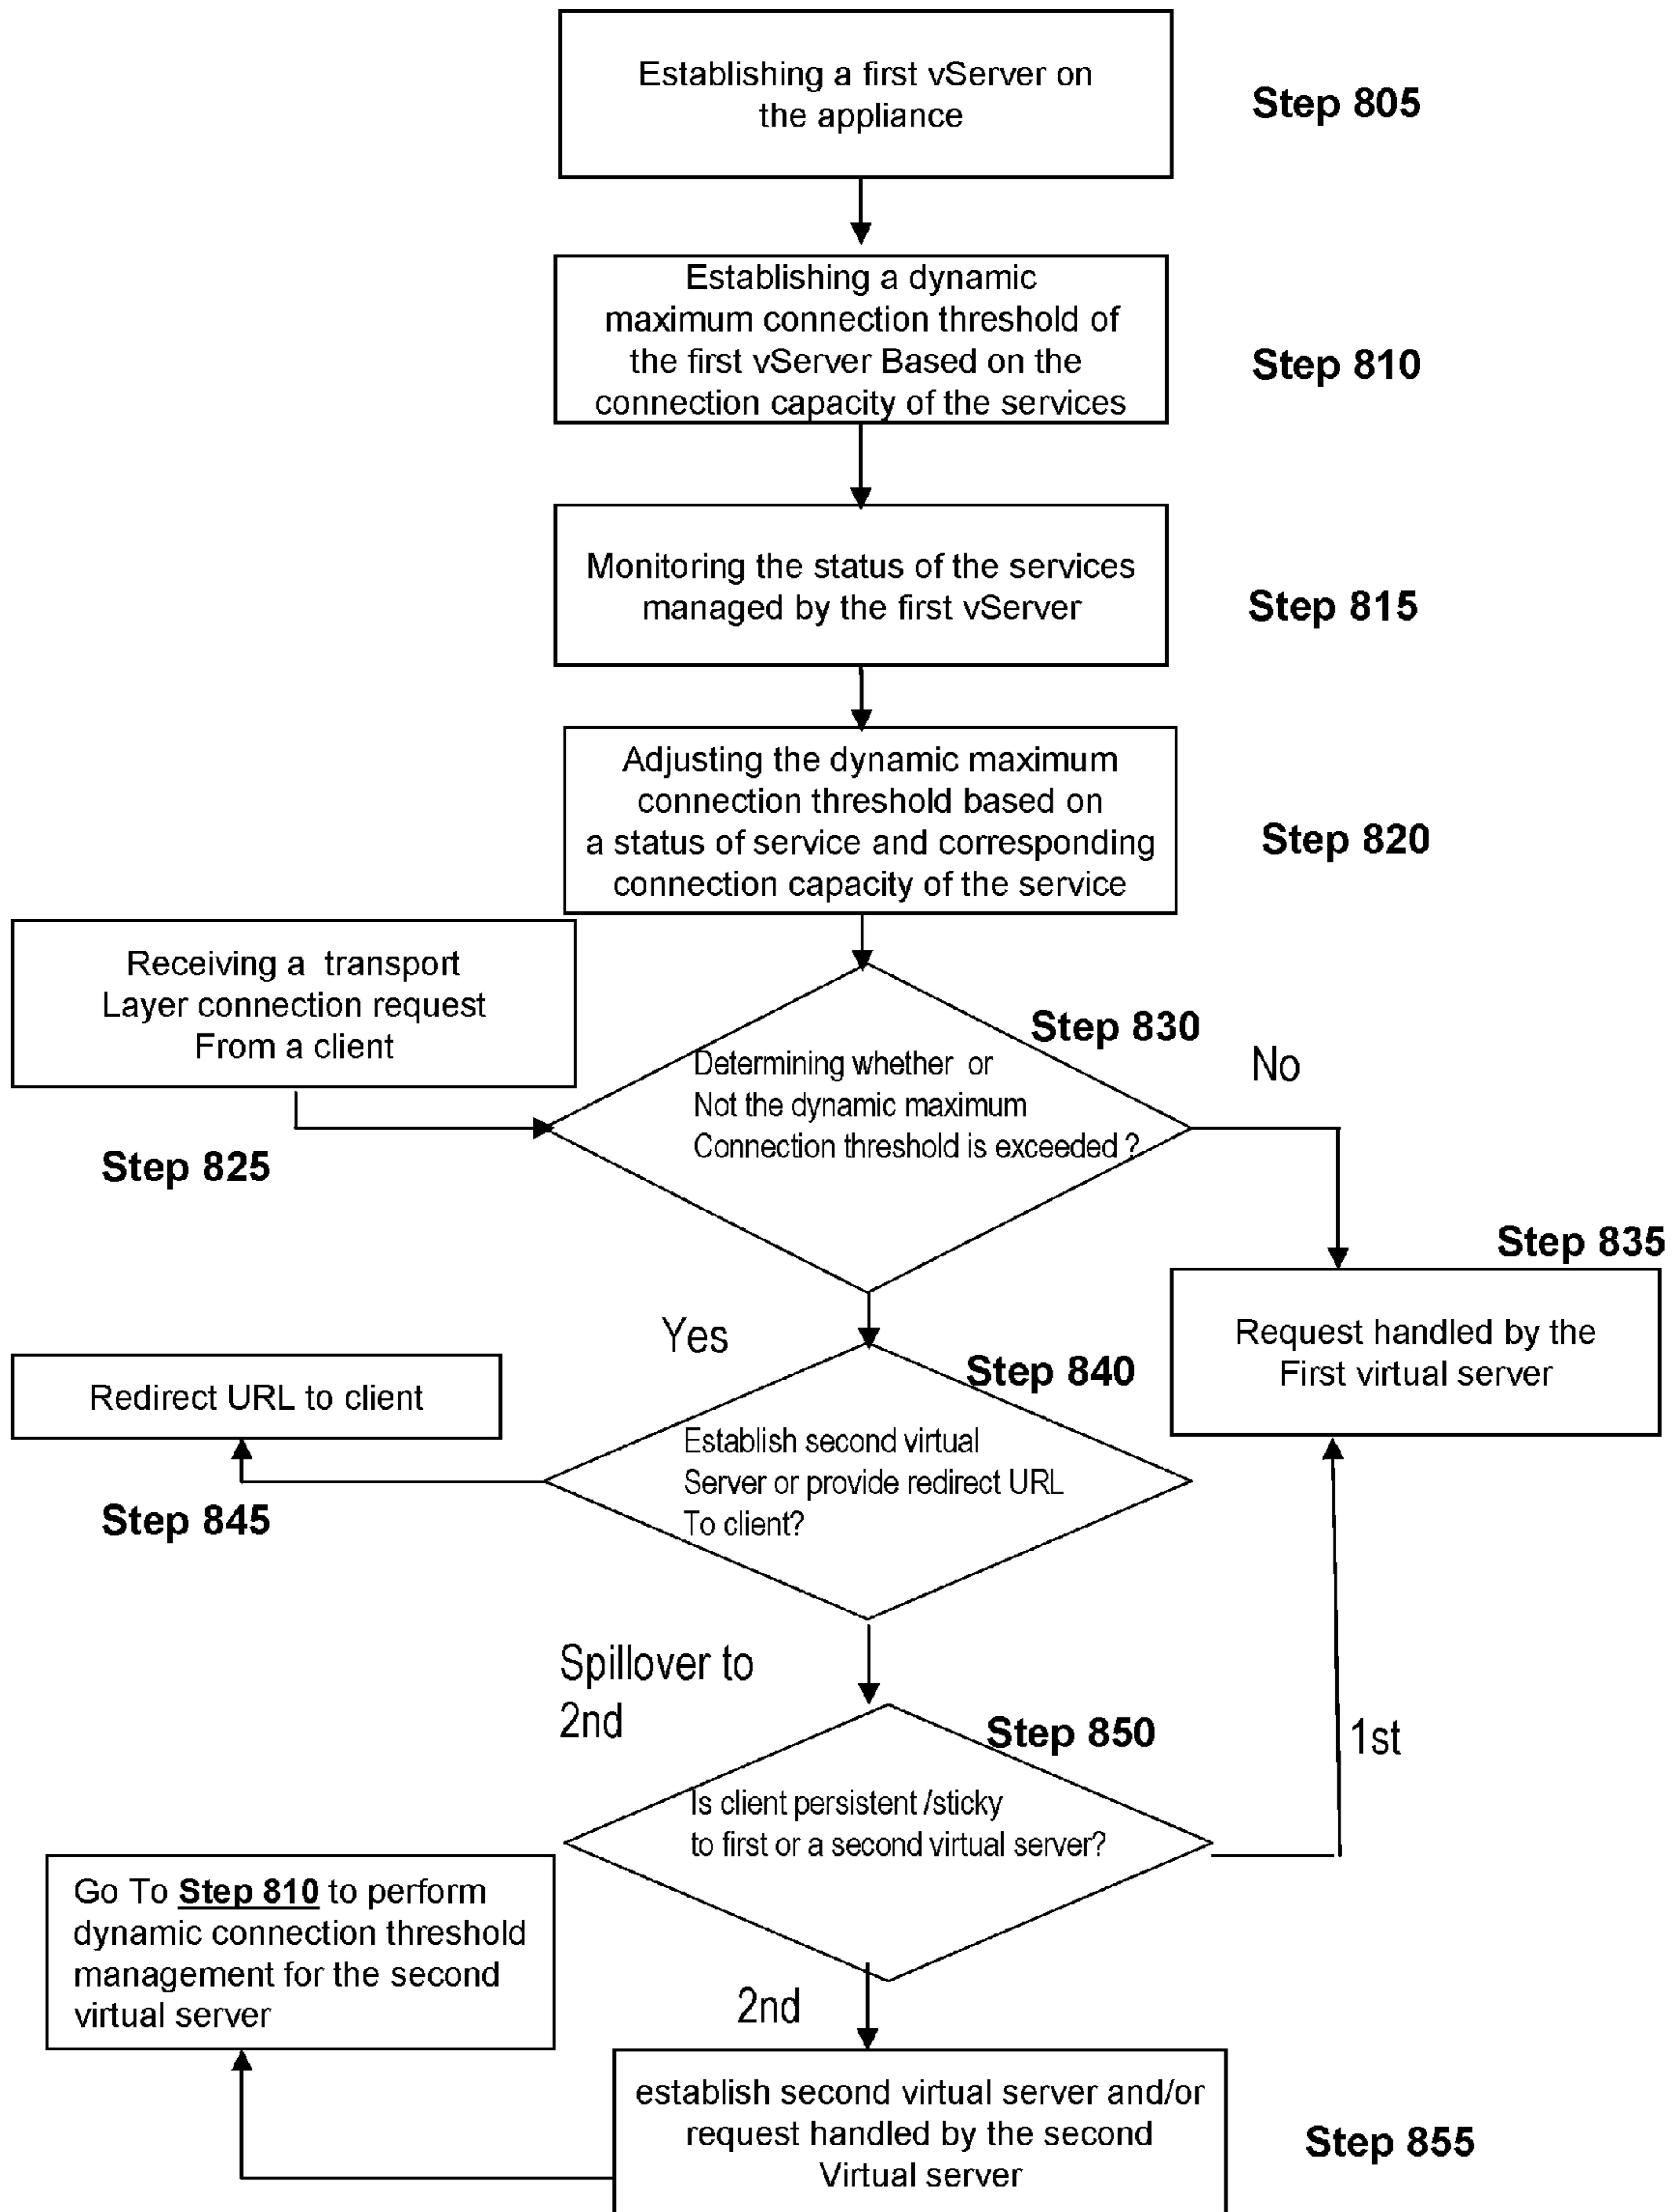 Establishing a first vServer on
the appliance
Step 805
Establishing a dynamic
maximum connection threshold of
the first vServer Based on the
connection capacity of the services
Step 810
Monitoring the status of the services
managed by the first vServer
Step 815
Adjusting the dynamic maximum
connection threshold based on
a status of service and corresponding
connection capacity of the service
Step 820
Receiving a transport
Layer connection request
From a client
Step 825
Step 830
Determining whether or
Not the dynamic maximum
Connection threshold is exceeded ?
No
Step 835
Request handled by the
First virtual server
Yes
Step 840
Establish second virtual
Server or provide redirect URL
To client?
Redirect URL to client
Step 845
Spillover to
2nd
Step 850
Is client persistent /sticky
to first or a second virtual server?
1st
Go To Step 810 to perform
dynamic connection threshold
management for the second
virtual server
2nd
establish second virtual server and/or
request handled by the second
Virtual server
Step 855